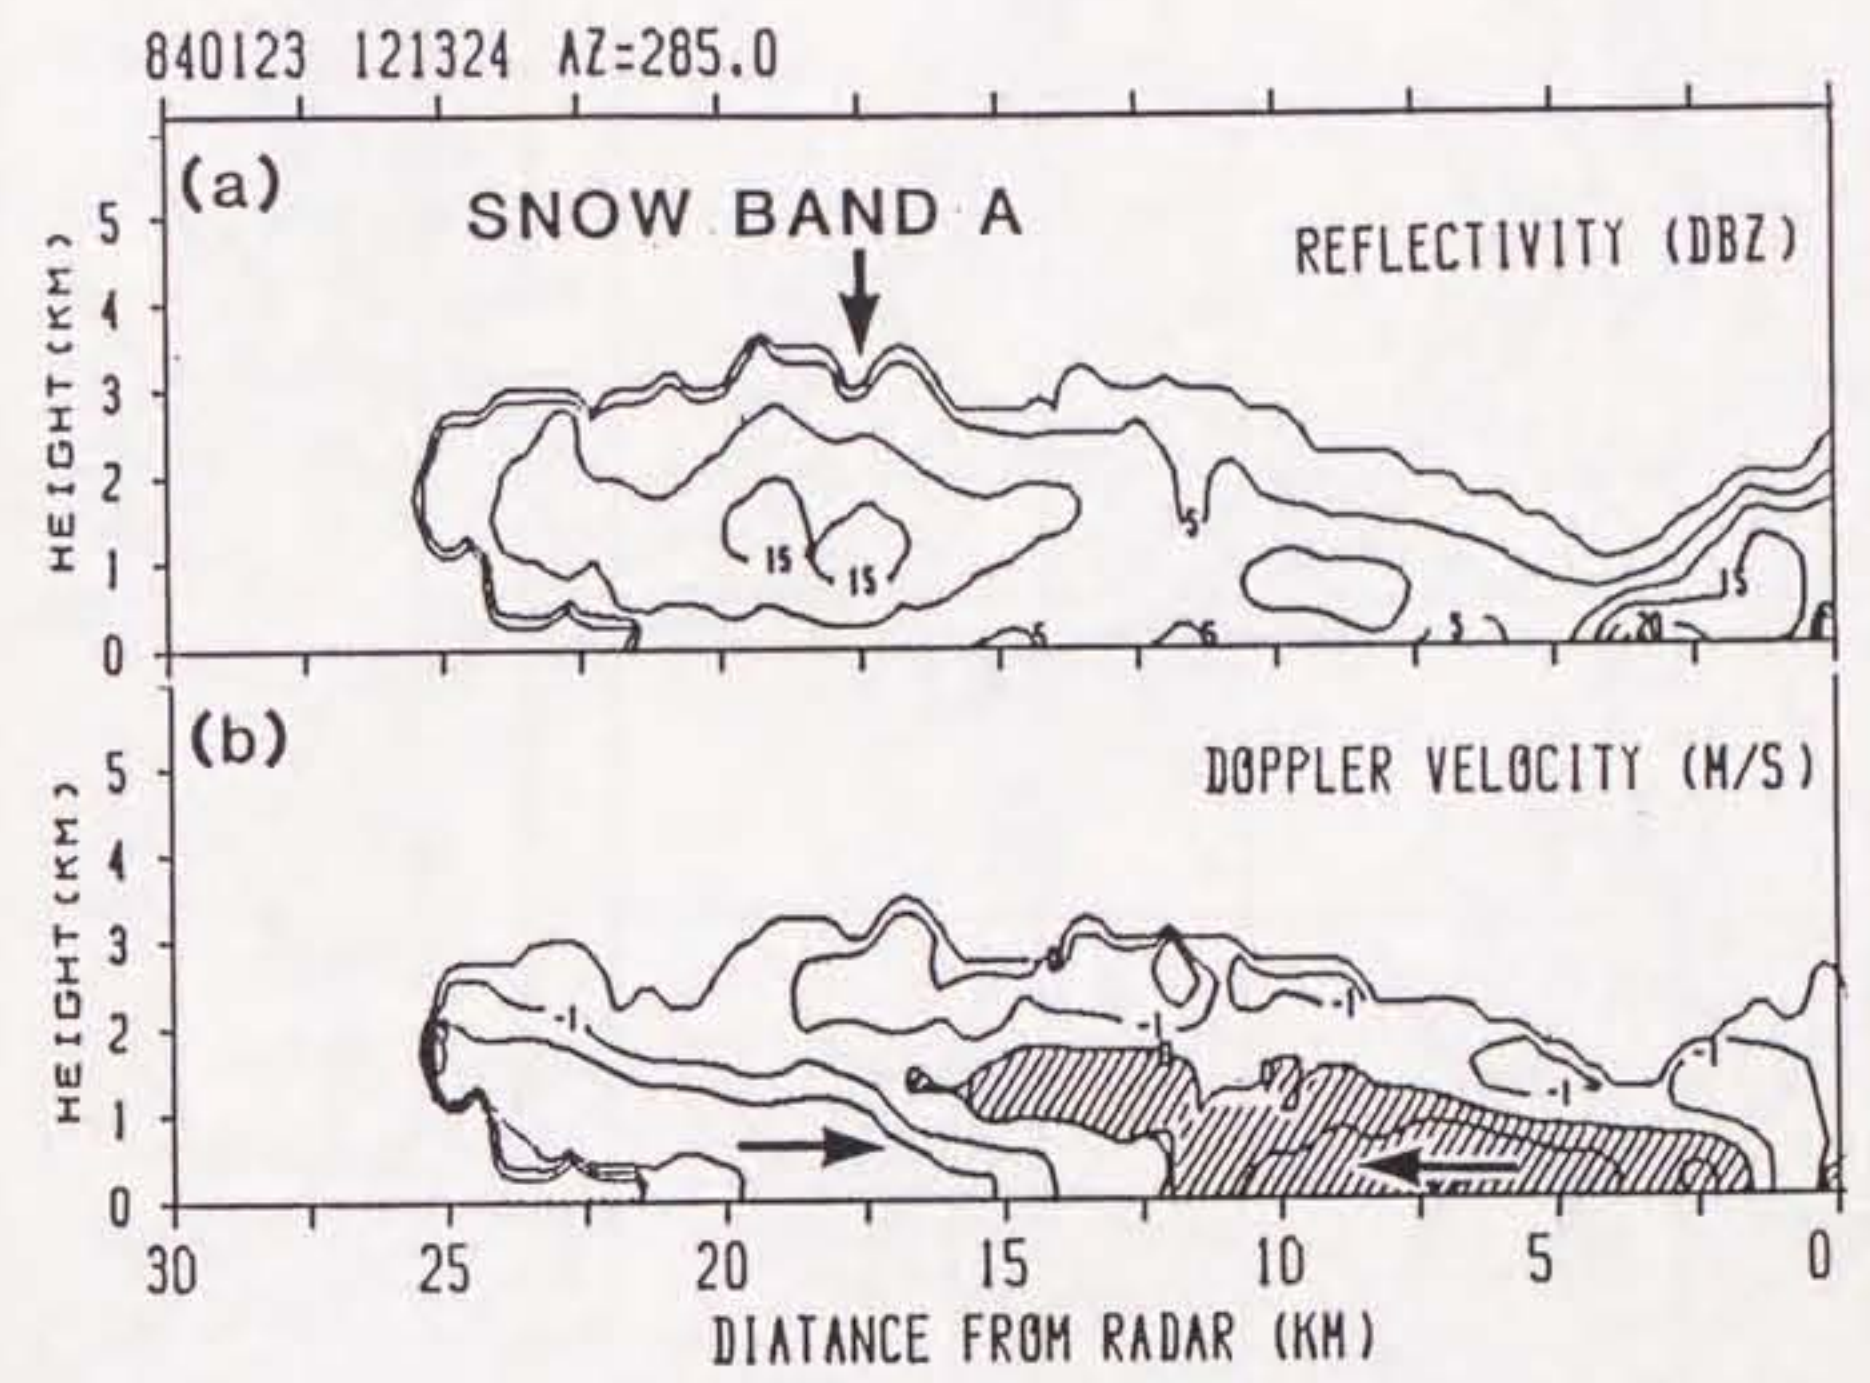 840123 121324 AZ=285.0
(a)
SNOW BAND A
REFLECTIVITY (DBZ)
HEIGHT (KM)
5
4
3
2
1
0
15
15
5
15
5
6
5
20
(b)
DOPPLER VELOCITY (M/S)
HEIGHT (KM)
5
4
3
2
1
0
-1
-1
-1
-1
-1
30 25 20 15 10 5 0
DIATANCE FROM RADAR (KM)